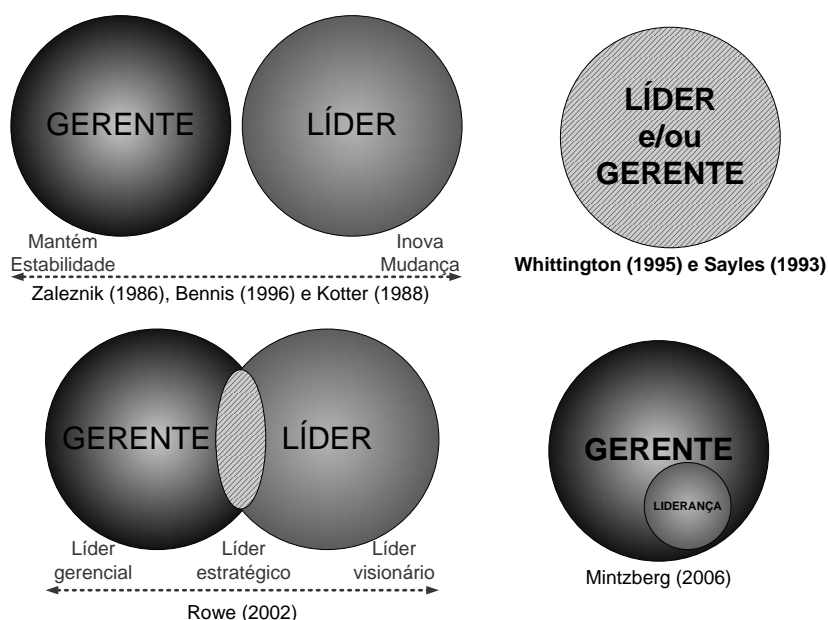 GERENTE
LÍDER
Mantém
Estabilidade
Inova
Mudança
Zaleznik (1986), Bennis (1996) e Kotter (1988)
LÍDER
e/ou
GERENTE
Whittington (1995) e Sayles (1993)
GERENTE
LÍDER
Líder
gerencial
Líder
estratégico
Líder
visionário
Rowe (2002)
GERENTE
LIDERANÇA
Mintzberg (2006)